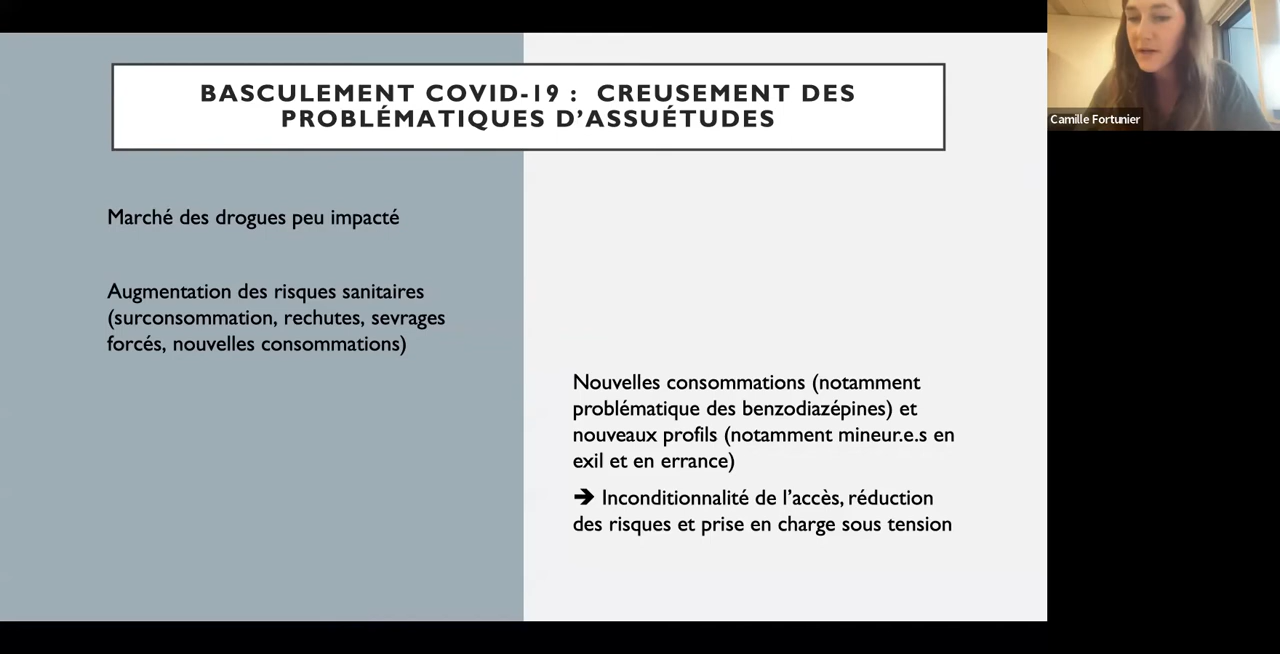 BASCULEMENT COVID-19 : CREUSEMENT DES
PROBLÉMATIQUES D’ASSUÉTUDES
Marché des drogues peu impacté
Augmentation des risques sanitaires
(surconsommation, rechutes, sevrages
forcés, nouvelles consommations)
Nouvelles consommations (notamment
problématique des benzodiazépines) et
nouveaux profils (notamment mineur.e.s en
exil et en errance)
➔ Inconditionnalité de l’accès, réduction
des risques et prise en charge sous tension
Camille Fortunier